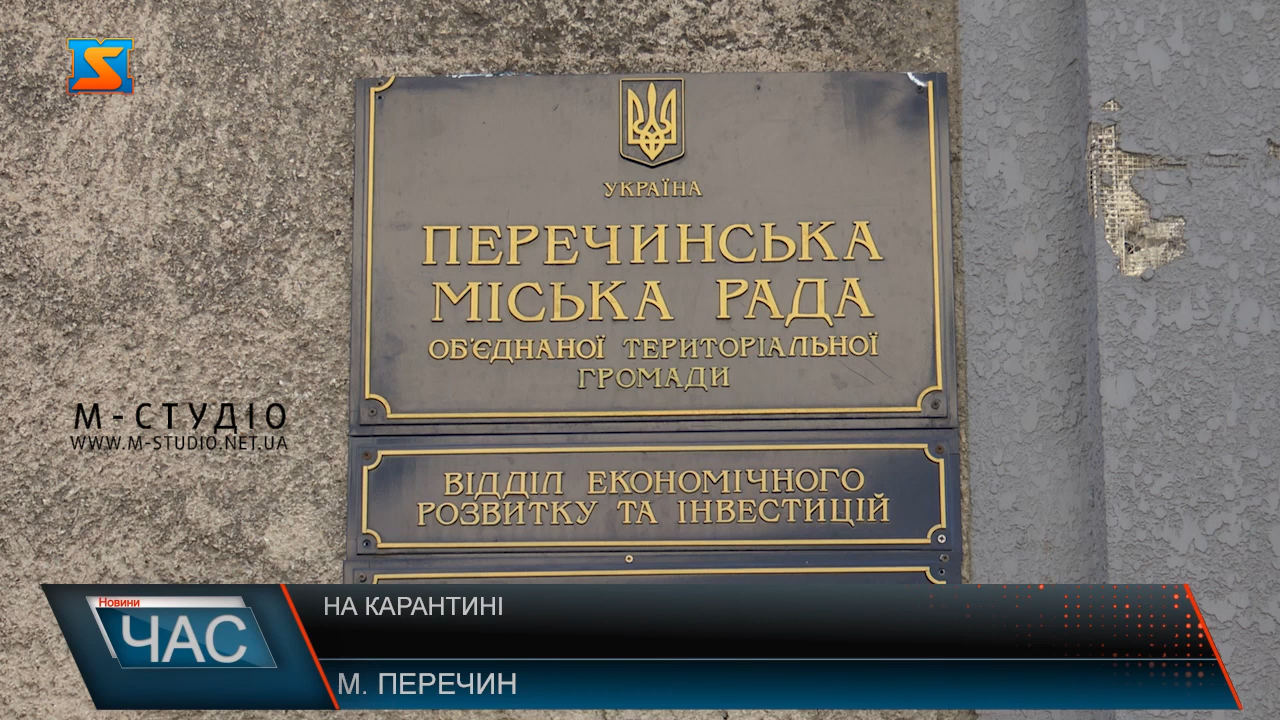 УКРАЇНА
ПЕРЕЧИНСЬКА
МІСЬКА РАДА
ОБ'ЄДНАНОЇ ТЕРИТОРІАЛЬНОЇ
ГРОМАДИ
М-СТУДІО
WWW.M-STUDIO.NET.UA
ВІДДІЛ ЕКОНОМІЧНОГО
РОЗВИТКУ ТА ІНВЕСТИЦІЙ
Новини
ЧАС
НА КАРАНТИНІ
М. ПЕРЕЧИН